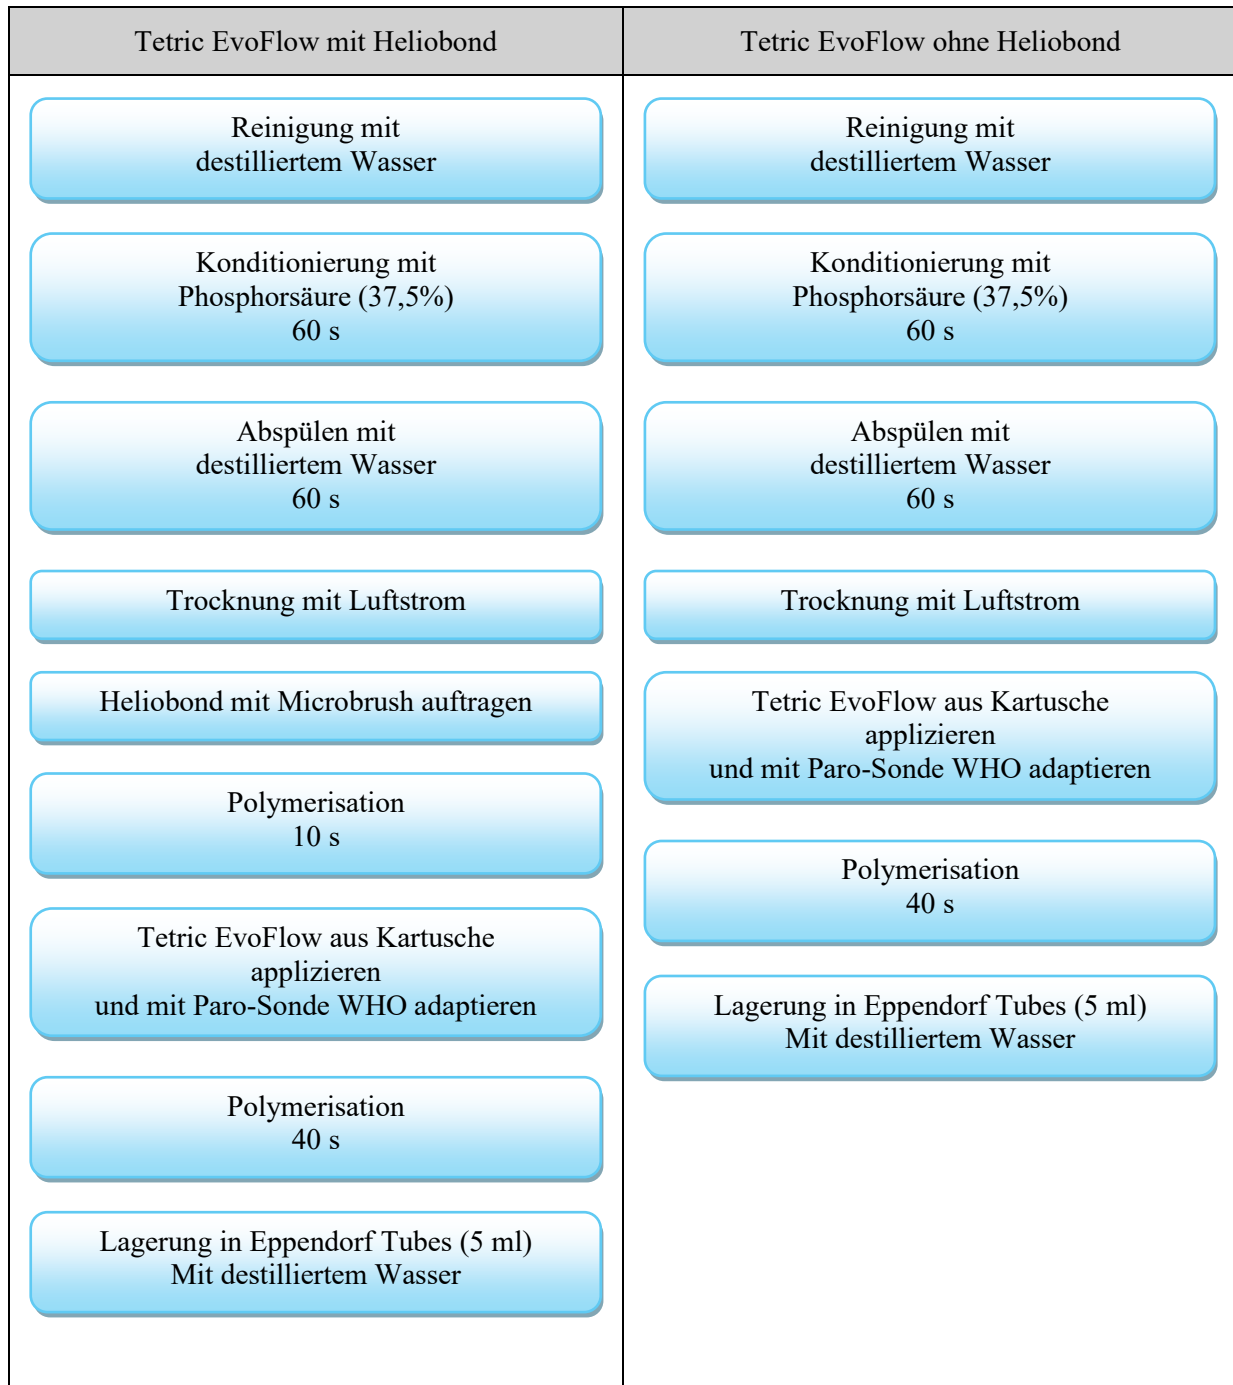 Tetric EvoFlow mit Heliobond
Reinigung mit
destilliertem Wasser
Konditionierung mit
Phosphorsäure (37,5%)
60 s
Abspülen mit
destilliertem Wasser
60 s
Trocknung mit Luftstrom
Heliobond mit Microbrush auftragen
Polymerisation
10 s
Tetric EvoFlow aus Kartusche
applizieren
und mit Paro-Sonde WHO adaptieren
Polymerisation
40 s
Lagerung in Eppendorf Tubes (5 ml)
Mit destilliertem Wasser
Tetric EvoFlow ohne Heliobond
Reinigung mit
destilliertem Wasser
Konditionierung mit
Phosphorsäure (37,5%)
60 s
Abspülen mit
destilliertem Wasser
60 s
Trocknung mit Luftstrom
Tetric EvoFlow aus Kartusche
applizieren
und mit Paro-Sonde WHO adaptieren
Polymerisation
40 s
Lagerung in Eppendorf Tubes (5 ml)
Mit destilliertem Wasser